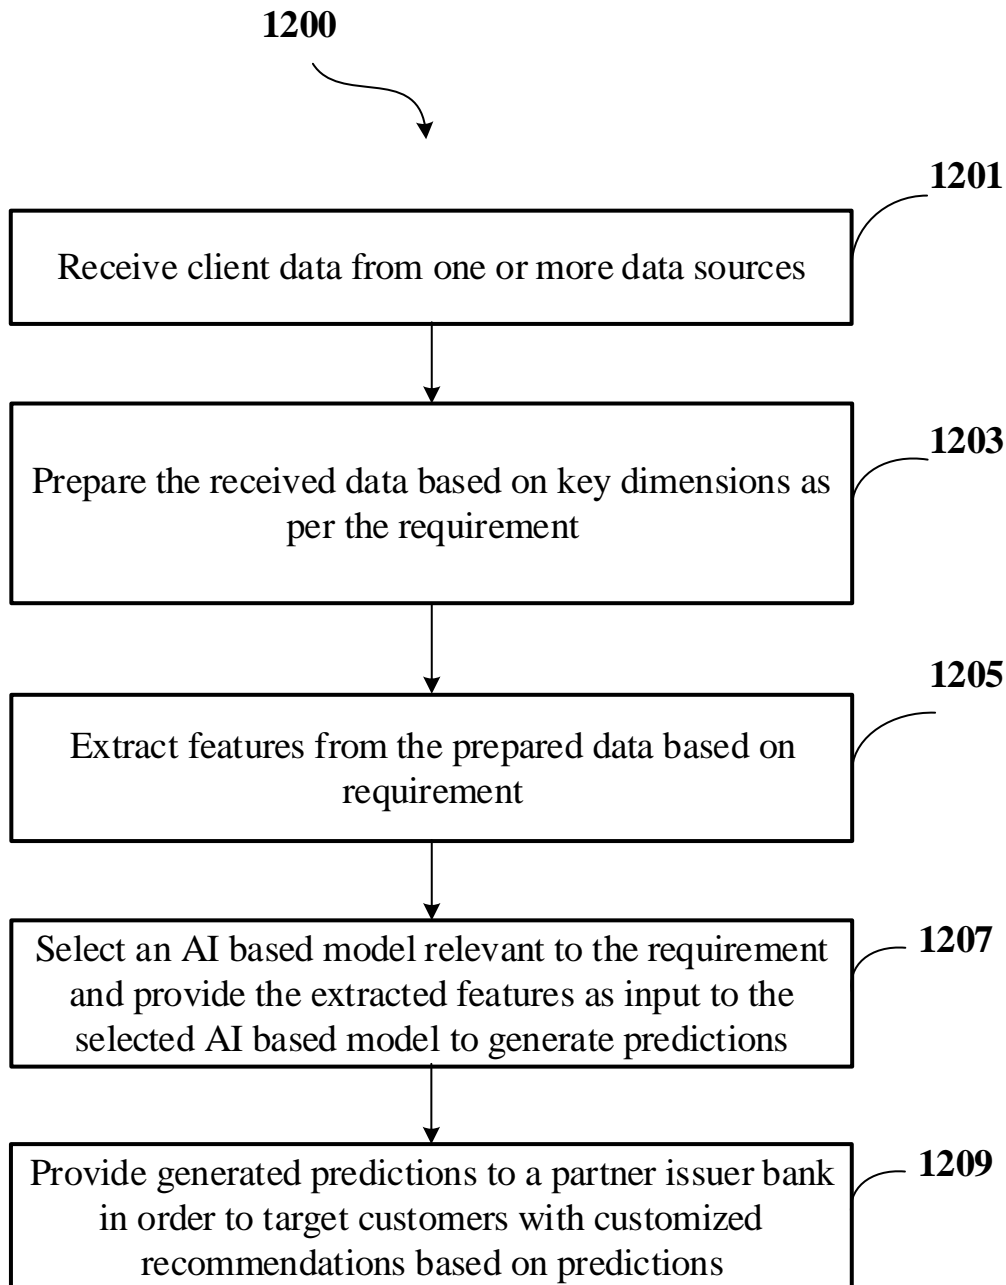 1200
1201
Receive client data from one or more data sources
1203
Prepare the received data based on key dimensions as
per the requirement
1205
Extract features from the prepared data based on
requirement
1207
Select an AI based model relevant to the requirement
and provide the extracted features as input to the
selected AI based model to generate predictions
1209
Provide generated predictions to a partner issuer bank
in order to target customers with customized
recommendations based on predictions